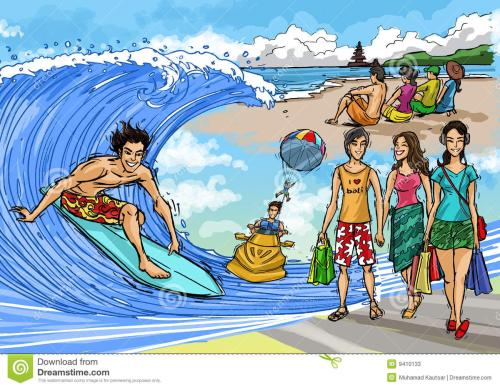 I ♥
bali
Download from
Dreamstime.com
This watermarked comp image is for previewing purposes only.
9410133
Muhamad Kautsar | Dreamstime.com